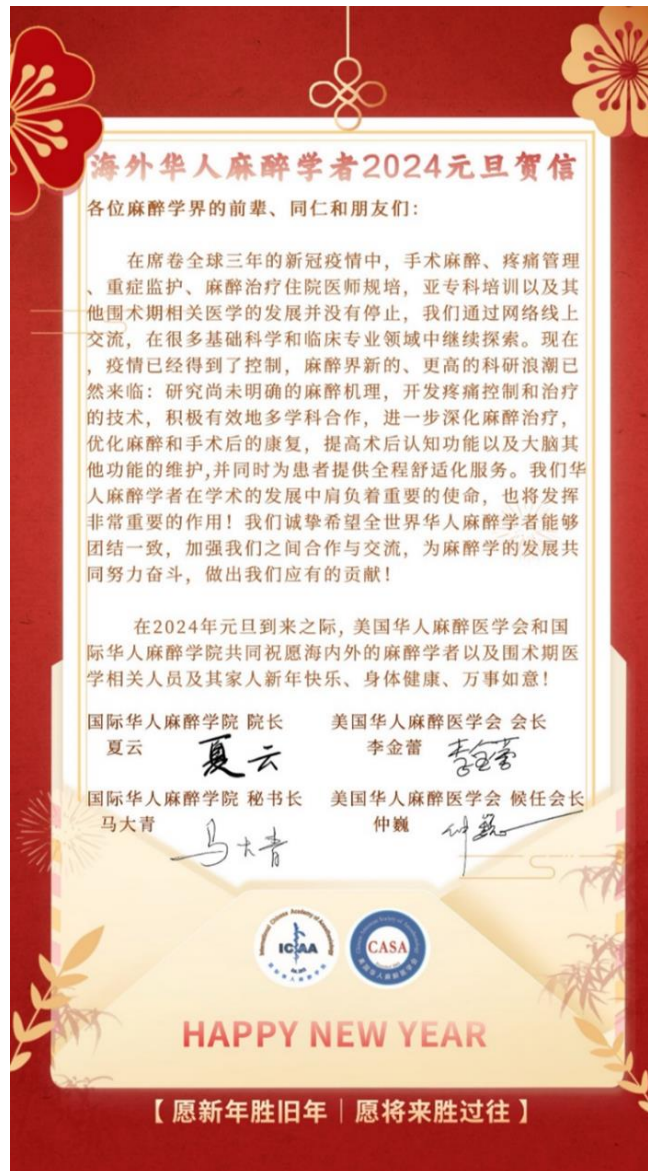 海外华人麻醉学者2024元旦贺信
各位麻醉学界的前辈、同仁和朋友们：
在席卷全球三年的新冠疫情中，手术麻醉、疼痛管理
、重症监护、麻醉治疗住院医师规培，亚专科培训以及其
他围术期相关医学的发展并没有停止，我们通过网络线上
交流，在很多基础科学和临床专业领域中继续探索。现在
，疫情已经得到了控制，麻醉界新的、更高的科研浪潮已
然来临：研究尚未明确的麻醉机理，开发疼痛控制和治疗
的技术，积极有效地多学科合作，进一步深化麻醉治疗，
优化麻醉和手术后的康复，提高术后认知功能以及大脑其
他功能的维护,并同时为患者提供全程舒适化服务。我们华
人麻醉学者在学术的发展中肩负着重要的使命，也将发挥
非常重要的作用！我们诚挚希望全世界华人麻醉学者能够
团结一致，加强我们之间合作与交流，为麻醉学的发展共
同努力奋斗，做出我们应有的贡献！
在2024年元旦到来之际, 美国华人麻醉医学会和国
际华人麻醉学院共同祝愿海内外的麻醉学者以及围术期医
学相关人员及其家人新年快乐、身体健康、万事如意！
国际华人麻醉学院 院长 美国华人麻醉医学会 会长
夏云 夏云 李金蕾 李金蕾
国际华人麻醉学院 秘书长 美国华人麻醉医学会 候任会长
马大青 马大青 仲巍 仲巍
International Chinese Academy of Anesthesiology
ICAA
国际华人麻醉学院
CASA
美国华人麻醉医学会
HAPPY NEW YEAR
【 愿新年胜旧年｜愿将来胜过往 】